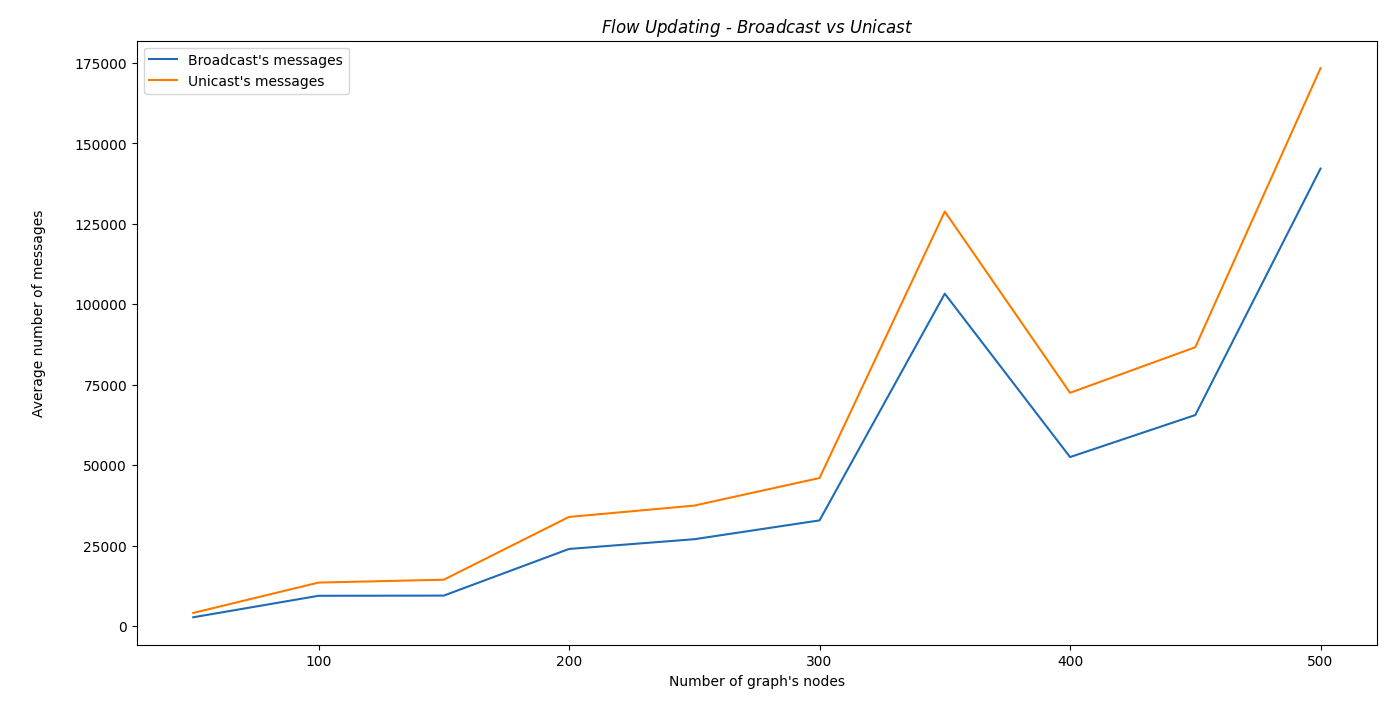 Flow Updating - Broadcast vs Unicast
Broadcast's messages
Unicast's messages
175000
150000
125000
100000
75000
50000
25000
0
Average number of messages
100 200 300 400 500
Number of graph's nodes